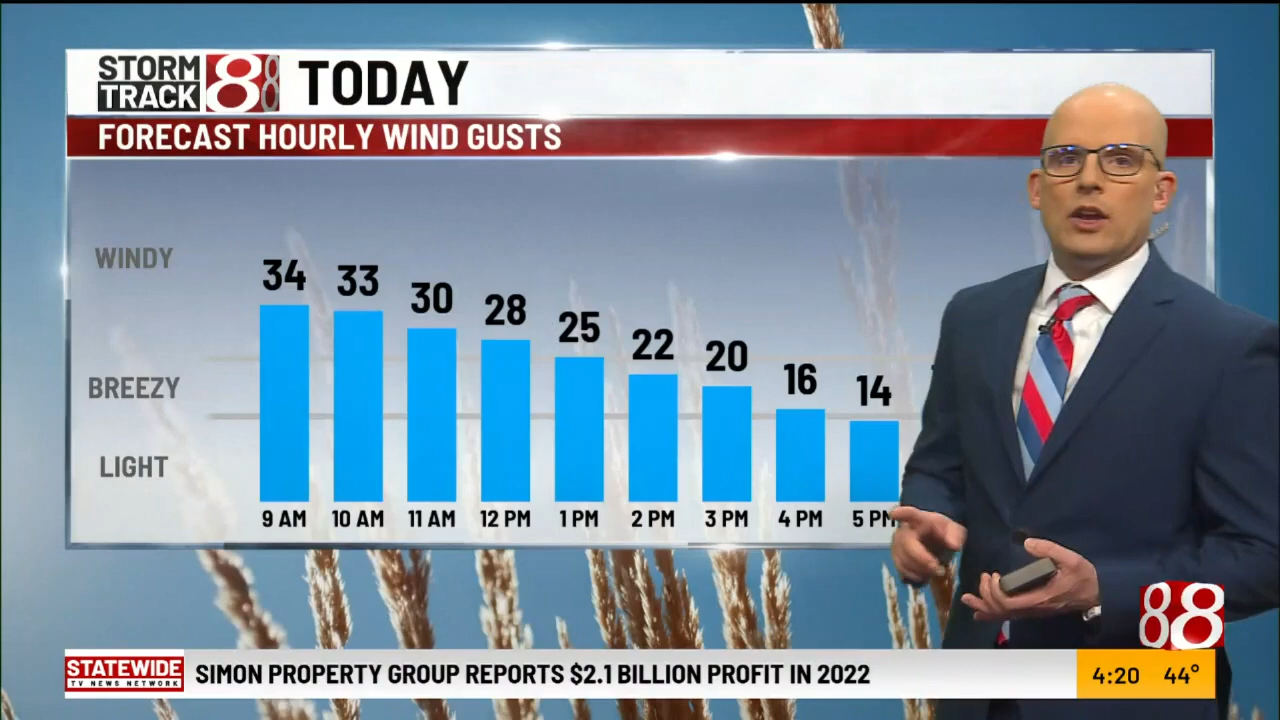 STORM
TRACK 8
TODAY
FORECAST HOURLY WIND GUSTS
WINDY
BREEZY
LIGHT
34 33 30 28 25 22 20 16 14
9 AM 10 AM 11 AM 12 PM 1 PM 2 PM 3 PM 4 PM 5 PM
8
STATEWIDE
TV NEWS NETWORK
SIMON PROPERTY GROUP REPORTS $2.1 BILLION PROFIT IN 2022
4:20 44°